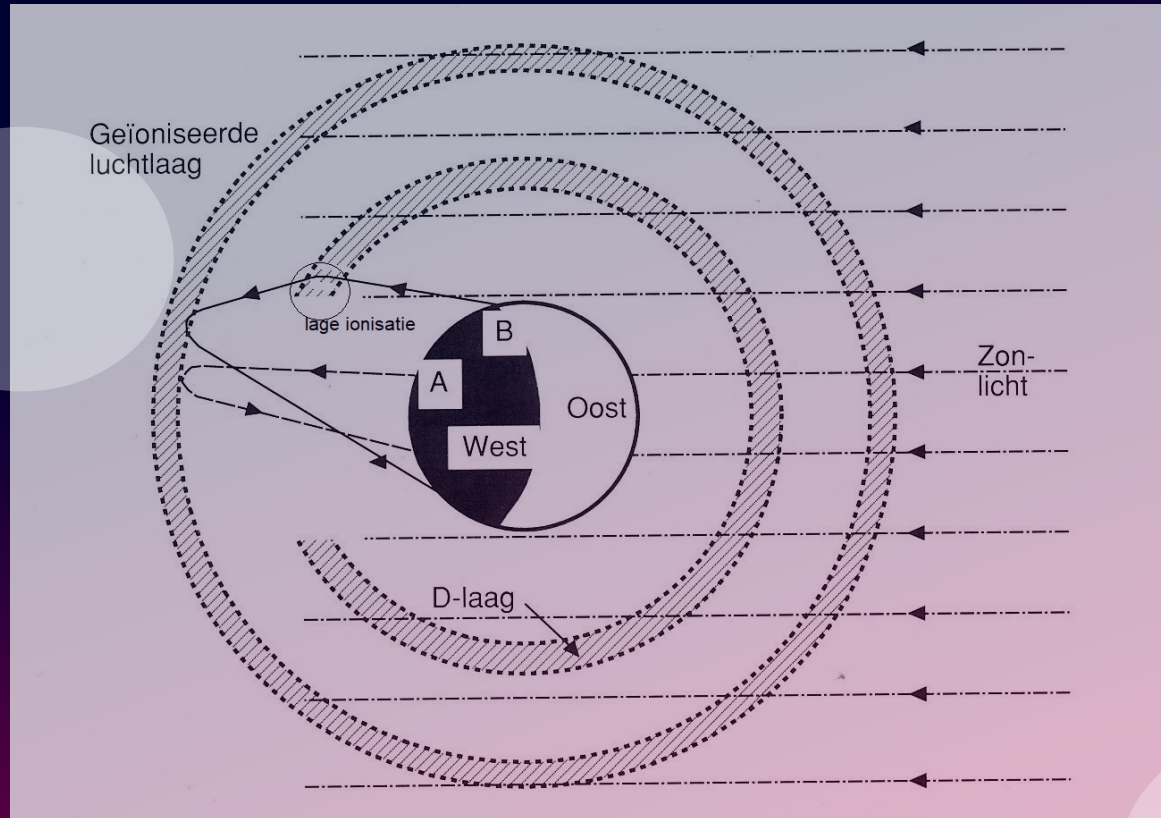 Geïoniseerde
luchtlaag
lage ionisatie
B
A
Zon-
licht
Oost
West
D-laag